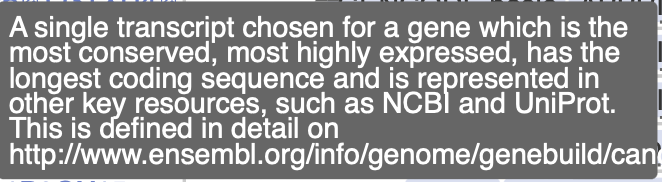 A single transcript chosen for a gene which is the
most conserved, most highly expressed, has the
longest coding sequence and is represented in
other key resources, such as NCBI and UniProt.
This is defined in detail on
http://www.ensembl.org/info/genome/genebuild/can